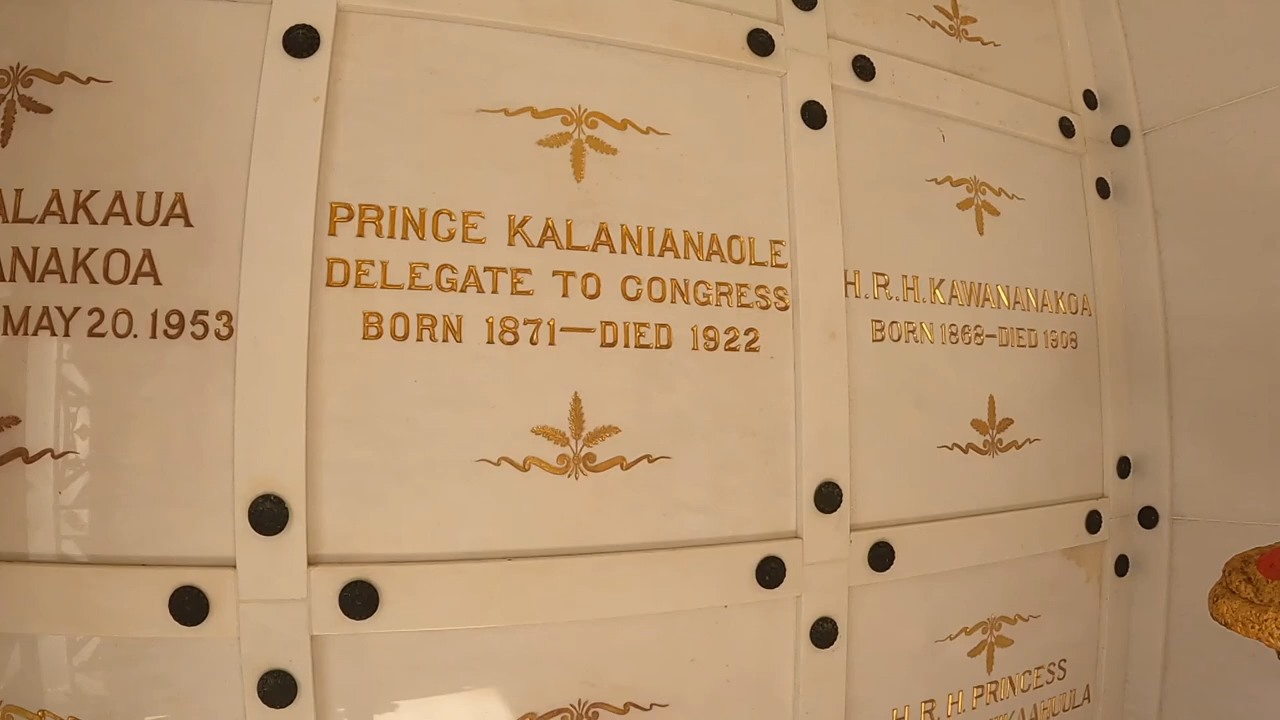 ALAKAUA
ANAKOA
MAY 20. 1953
PRINCE KALANIANAOLE
DELEGATE TO CONGRESS
BORN 1871—DIED 1922
H.R.H. KAWANANAKOA
BORN 1868—DIED 1908
H.R.H. PRINCESS